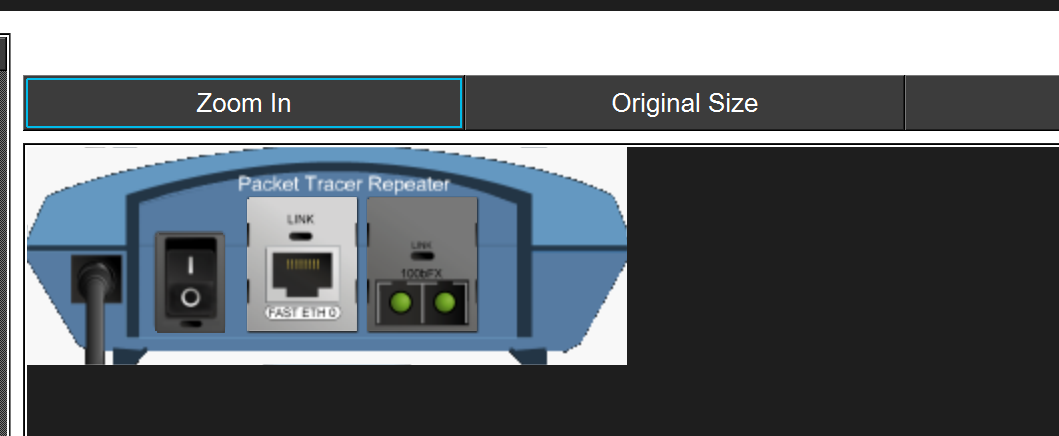 Zoom In
Original Size
Packet Tracer Repeater
LINK
LINK
100bFX
FAST ETH 0